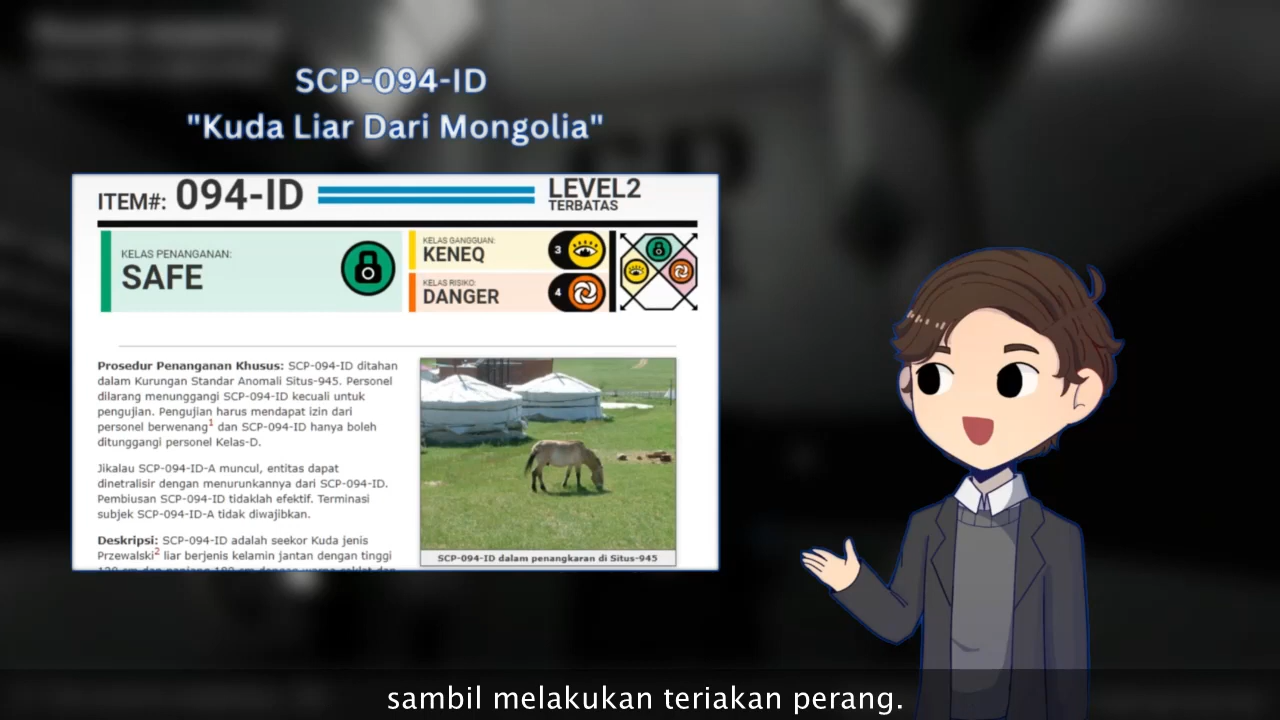 SCP-094-ID
"Kuda Liar Dari Mongolia"
ITEM#: 094-ID
LEVEL2
TERBATAS
KELAS PENANGANAN:
SAFE
KELAS GANGGUAN:
KENEQ
3
KELAS RISIKO:
DANGER
4
Prosedur Penanganan Khusus: SCP-094-ID ditahan
dalam Kurungan Standar Anomali Situs-945. Personel
dilarang menunggangi SCP-094-ID kecuali untuk
pengujian. Pengujian harus mendapat izin dari
personel berwenang1 dan SCP-094-ID hanya boleh
ditunggangi personel Kelas-D.
Jikalau SCP-094-ID-A muncul, entitas dapat
dinetralisir dengan menurunkannya dari SCP-094-ID.
Pembiusan SCP-094-ID tidaklah efektif. Terminasi
subjek SCP-094-ID-A tidak diwajibkan.
Deskripsi: SCP-094-ID adalah seekor Kuda jenis
Przewalski2 liar berjenis kelamin jantan dengan tinggi
SCP-094-ID dalam penangkaran di Situs-945
sambil melakukan teriakan perang.